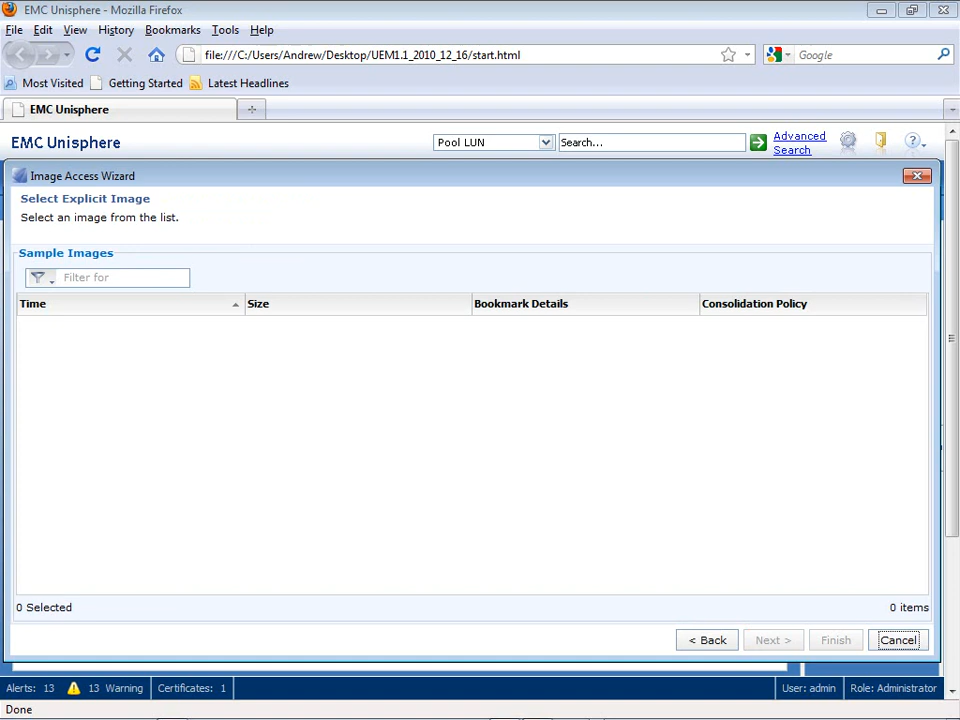 EMC Unisphere - Mozilla Firefox
File Edit View History Bookmarks Tools Help
file:///C:/Users/Andrew/Desktop/UEM1.1_2010_12_16/start.html
Google
Most Visited Getting Started Latest Headlines
EMC Unisphere
EMC Unisphere
Pool LUN
Search...
Advanced
Search
Image Access Wizard
Select Explicit Image
Select an image from the list.
Sample Images
Filter for
Time Size Bookmark Details Consolidation Policy
0 Selected 0 items
< Back Next > Finish Cancel
Alerts: 13 13 Warning Certificates: 1 User: admin Role: Administrator
Done